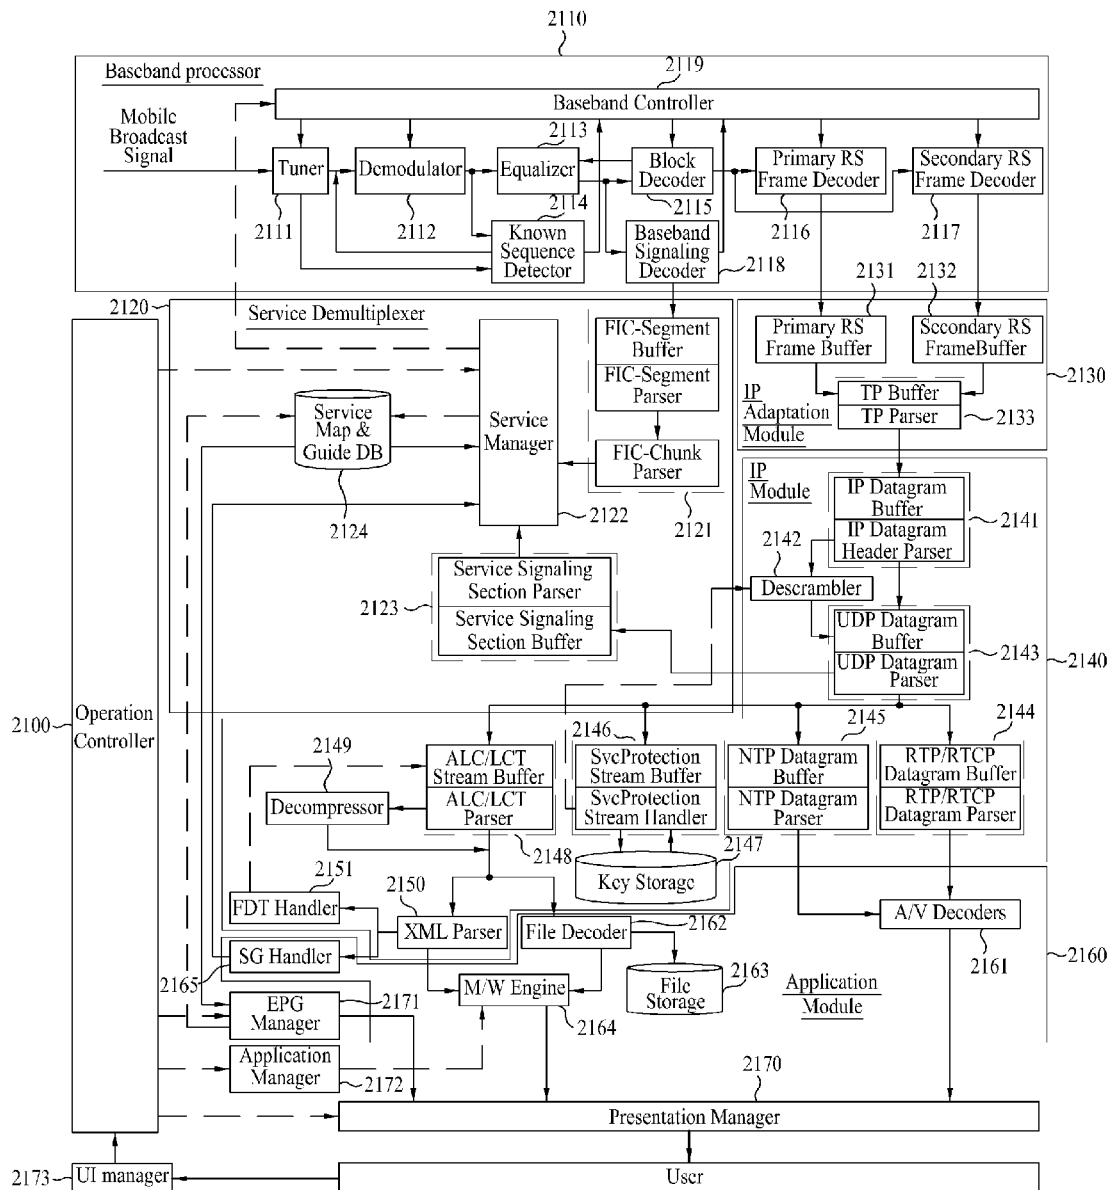 2110
Baseband processor
2119
Baseband Controller
Mobile
Broadcast
Signal
2113
Tuner
Demodulator
Equalizer
Block
Decoder
Primary RS
Frame Decoder
Secondary RS
Frame Decoder
2111
2112
2114
2115
2116
2117
Known
Sequence
Detector
Baseband
Signaling
Decoder
2118
2131
2132
2120
Service Demultiplexer
FIC-Segment
Buffer
FIC-Segment
Parser
Primary RS
Frame Buffer
Secondary RS
FrameBuffer
2130
IP
Adaptation
Module
TP Buffer
TP Parser
2133
Service
Map &
Guide DB
Service
Manager
FIC-Chunk
Parser
IP
Module
2124
2122
2121
IP Datagram
Buffer
IP Datagram
Header Parser
2141
2142
Descrambler
Service Signaling
Section Parser
Service Signaling
Section Buffer
2123
UDP Datagram
Buffer
UDP Datagram
Parser
2143
2140
2100
Operation
Controller
2149
2146
2145
2144
ALC/LCT
Stream Buffer
ALC/LCT
Parser
SvcProtection
Stream Buffer
SvcProtection
Stream Handler
NTP Datagram
Buffer
NTP Datagram
Parser
RTP/RTCP
Datagram Buffer
RTP/RTCP
Datagram Parser
Decompressor
2148
2147
Key Storage
2151
2150
2162
FDT Handler
XML Parser
File Decoder
A/V Decoders
2160
SG Handler
2165
2163
2161
M/W Engine
File
Storage
Application
Module
2171
EPG
Manager
2164
Application
Manager
2172
2170
Presentation Manager
2173
UI manager
User